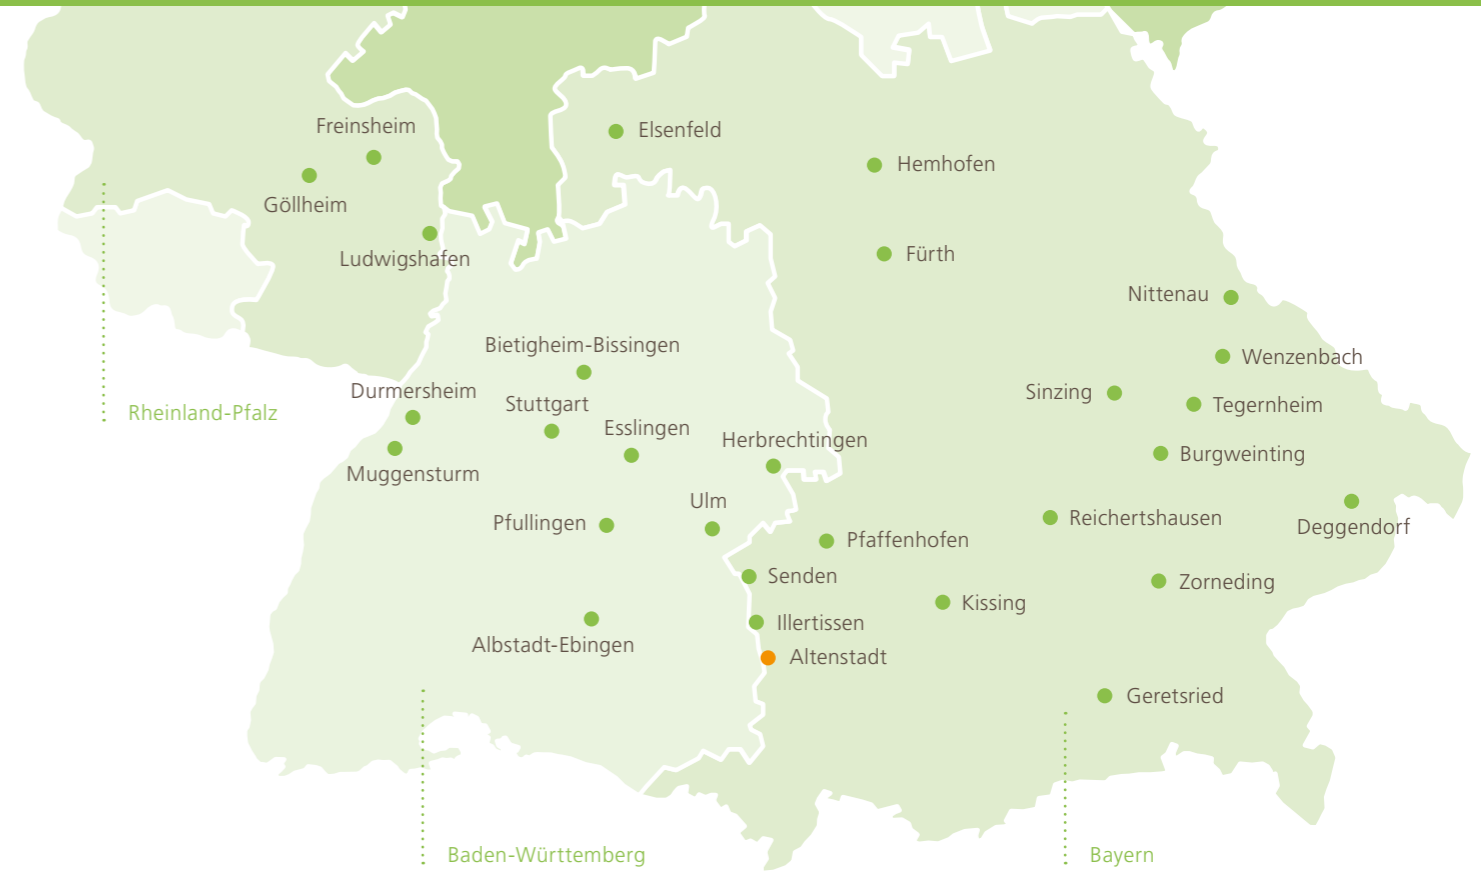 Freinsheim
Elsenfeld
Hemhofen
Göllheim
Ludwigshafen
Fürth
Nittenau
Bietigheim-Bissingen
Wenzenbach
Durmersheim
Sinzing
Stuttgart
Tegernheim
Rheinland-Pfalz
Esslingen
Herbrechtingen
Burgweinting
Muggensturm
Ulm
Reichertshausen
Pfullingen
Deggendorf
Pfaffenhofen
Senden
Zorneding
Kissing
Illertissen
Albstadt-Ebingen
Altenstadt
Geretsried
Baden-Württemberg
Bayern